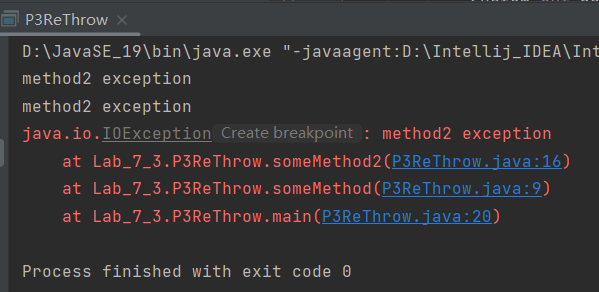 P3ReThrow ×
D:\JavaSE_19\bin\java.exe "-javaagent:D:\Intellij_IDEA\Int
method2 exception
method2 exception
java.io.IOException Create breakpoint : method2 exception
at Lab_7_3.P3ReThrow.someMethod2(P3ReThrow.java:16)
at Lab_7_3.P3ReThrow.someMethod(P3ReThrow.java:9)
at Lab_7_3.P3ReThrow.main(P3ReThrow.java:20)
Process finished with exit code 0